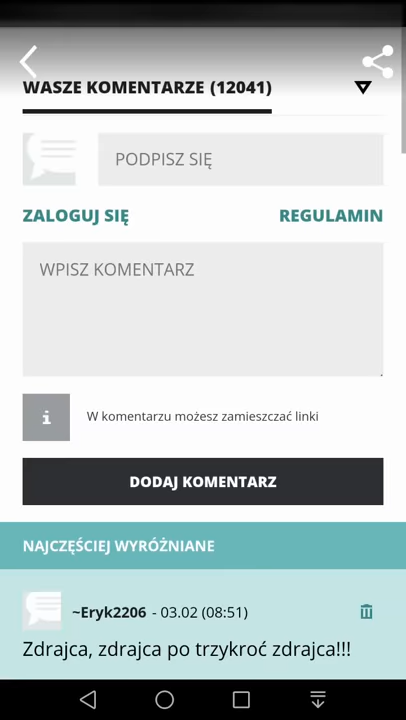 WASZE KOMENTARZE (12041)
PODPISZ SIĘ
ZALOGUJ SIĘ
REGULAMIN
WPISZ KOMENTARZ
W komentarzu możesz zamieszczać linki
DODAJ KOMENTARZ
NAJCZĘŚCIEJ WYRÓŻNIANE
~Eryk2206 - 03.02 (08:51)
Zdrajca, zdrajca po trzykroć zdrajca!!!